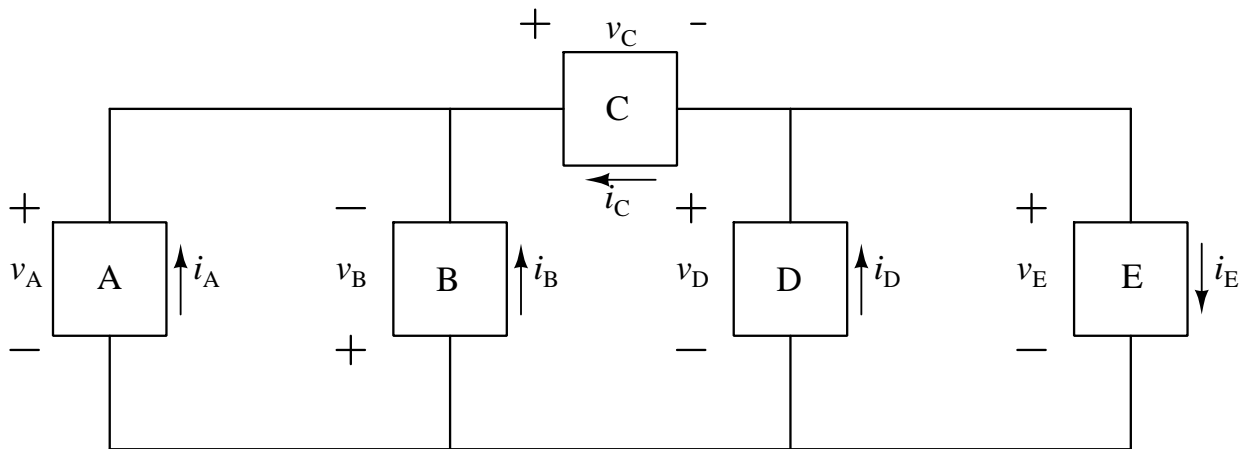 + v_C -
C
i_C
+ - + +
v_A A i_A v_B B i_B v_D D i_D v_E E i_E
− + − −